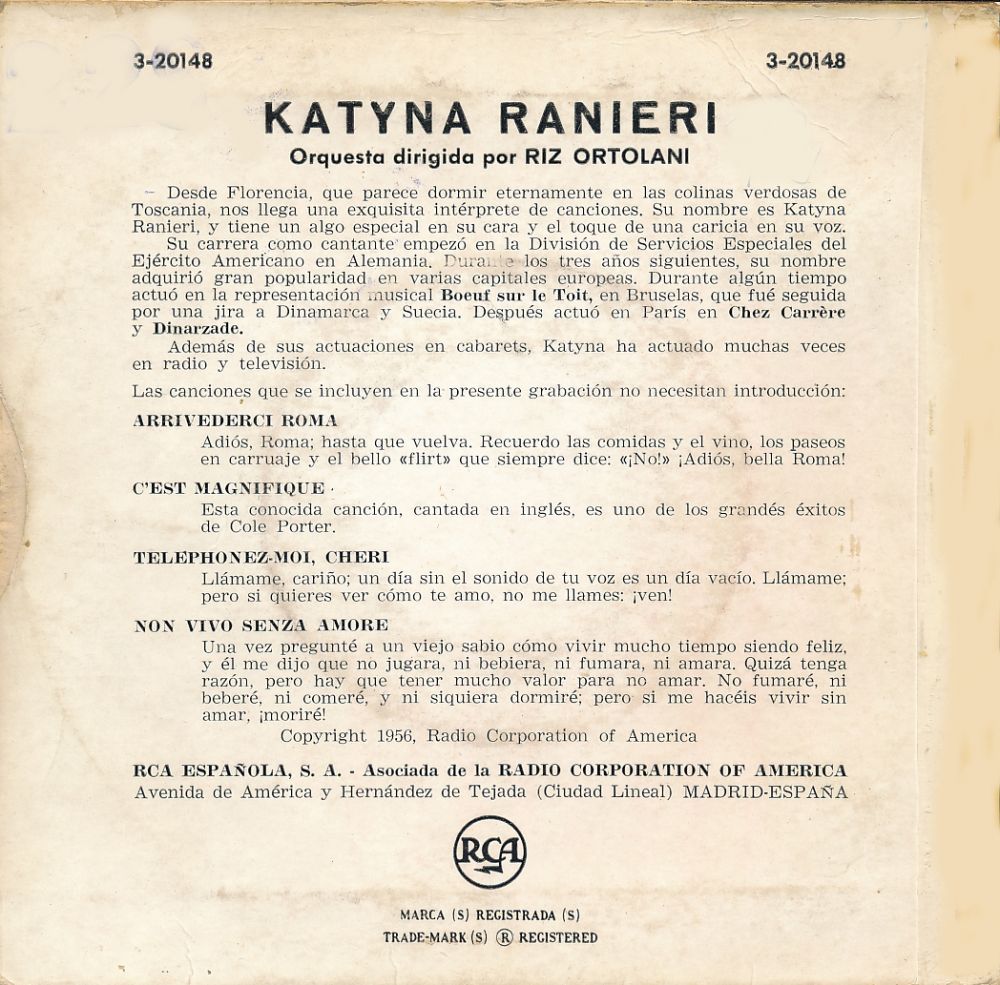 3-20148 3-20148
KATYNA RANIERI
Orquesta dirigida por RIZ ORTOLANI
Desde Florencia, que parece dormir eternamente en las colinas verdosas de
Toscania, nos llega una exquisita intérprete de canciones. Su nombre es Katyna
Ranieri, y tiene un algo especial en su cara y el toque de una caricia en su voz.
Su carrera como cantante empezó en la División de Servicios Especiales del
Ejército Americano en Alemania. Durante los tres años siguientes, su nombre
adquirió gran popularidad en varias capitales europeas. Durante algún tiempo
actuó en la representación musical Boeuf sur le Toit, en Bruselas, que fué seguida
por una jira a Dinamarca y Suecia. Después actuó en París en Chez Carrère
y Dinarzade.
Además de sus actuaciones en cabarets, Katyna ha actuado muchas veces
en radio y televisión.
Las canciones que se incluyen en la presente grabación no necesitan introducción:
ARRIVEDERCI ROMA
Adiós, Roma; hasta que vuelva. Recuerdo las comidas y el vino, los paseos
en carruaje y el bello «flirt» que siempre dice: «¡No!» ¡Adiós, bella Roma!
C'EST MAGNIFIQUE
Esta conocida canción, cantada en inglés, es uno de los grandés éxitos
de Cole Porter.
TELEPHONEZ-MOI, CHERI
Llámame, cariño; un día sin el sonido de tu voz es un día vacío. Llámame;
pero si quieres ver cómo te amo, no me llames: ¡ven!
NON VIVO SENZA AMORE
Una vez pregunté a un viejo sabio cómo vivir mucho tiempo siendo feliz,
y él me dijo que no jugara, ni bebiera, ni fumara, ni amara. Quizá tenga
razón, pero hay que tener mucho valor para no amar. No fumaré, ni
beberé, ni comeré, y ni siquiera dormiré; pero si me hacéis vivir sin
amar, ¡moriré!
Copyright 1956, Radio Corporation of America
RCA ESPAÑOLA, S. A. - Asociada de la RADIO CORPORATION OF AMERICA
Avenida de América y Hernández de Tejada (Ciudad Lineal) MADRID-ESPAÑA
RCA
MARCA (S) REGISTRADA (S)
TRADE-MARK (S) ® REGISTERED